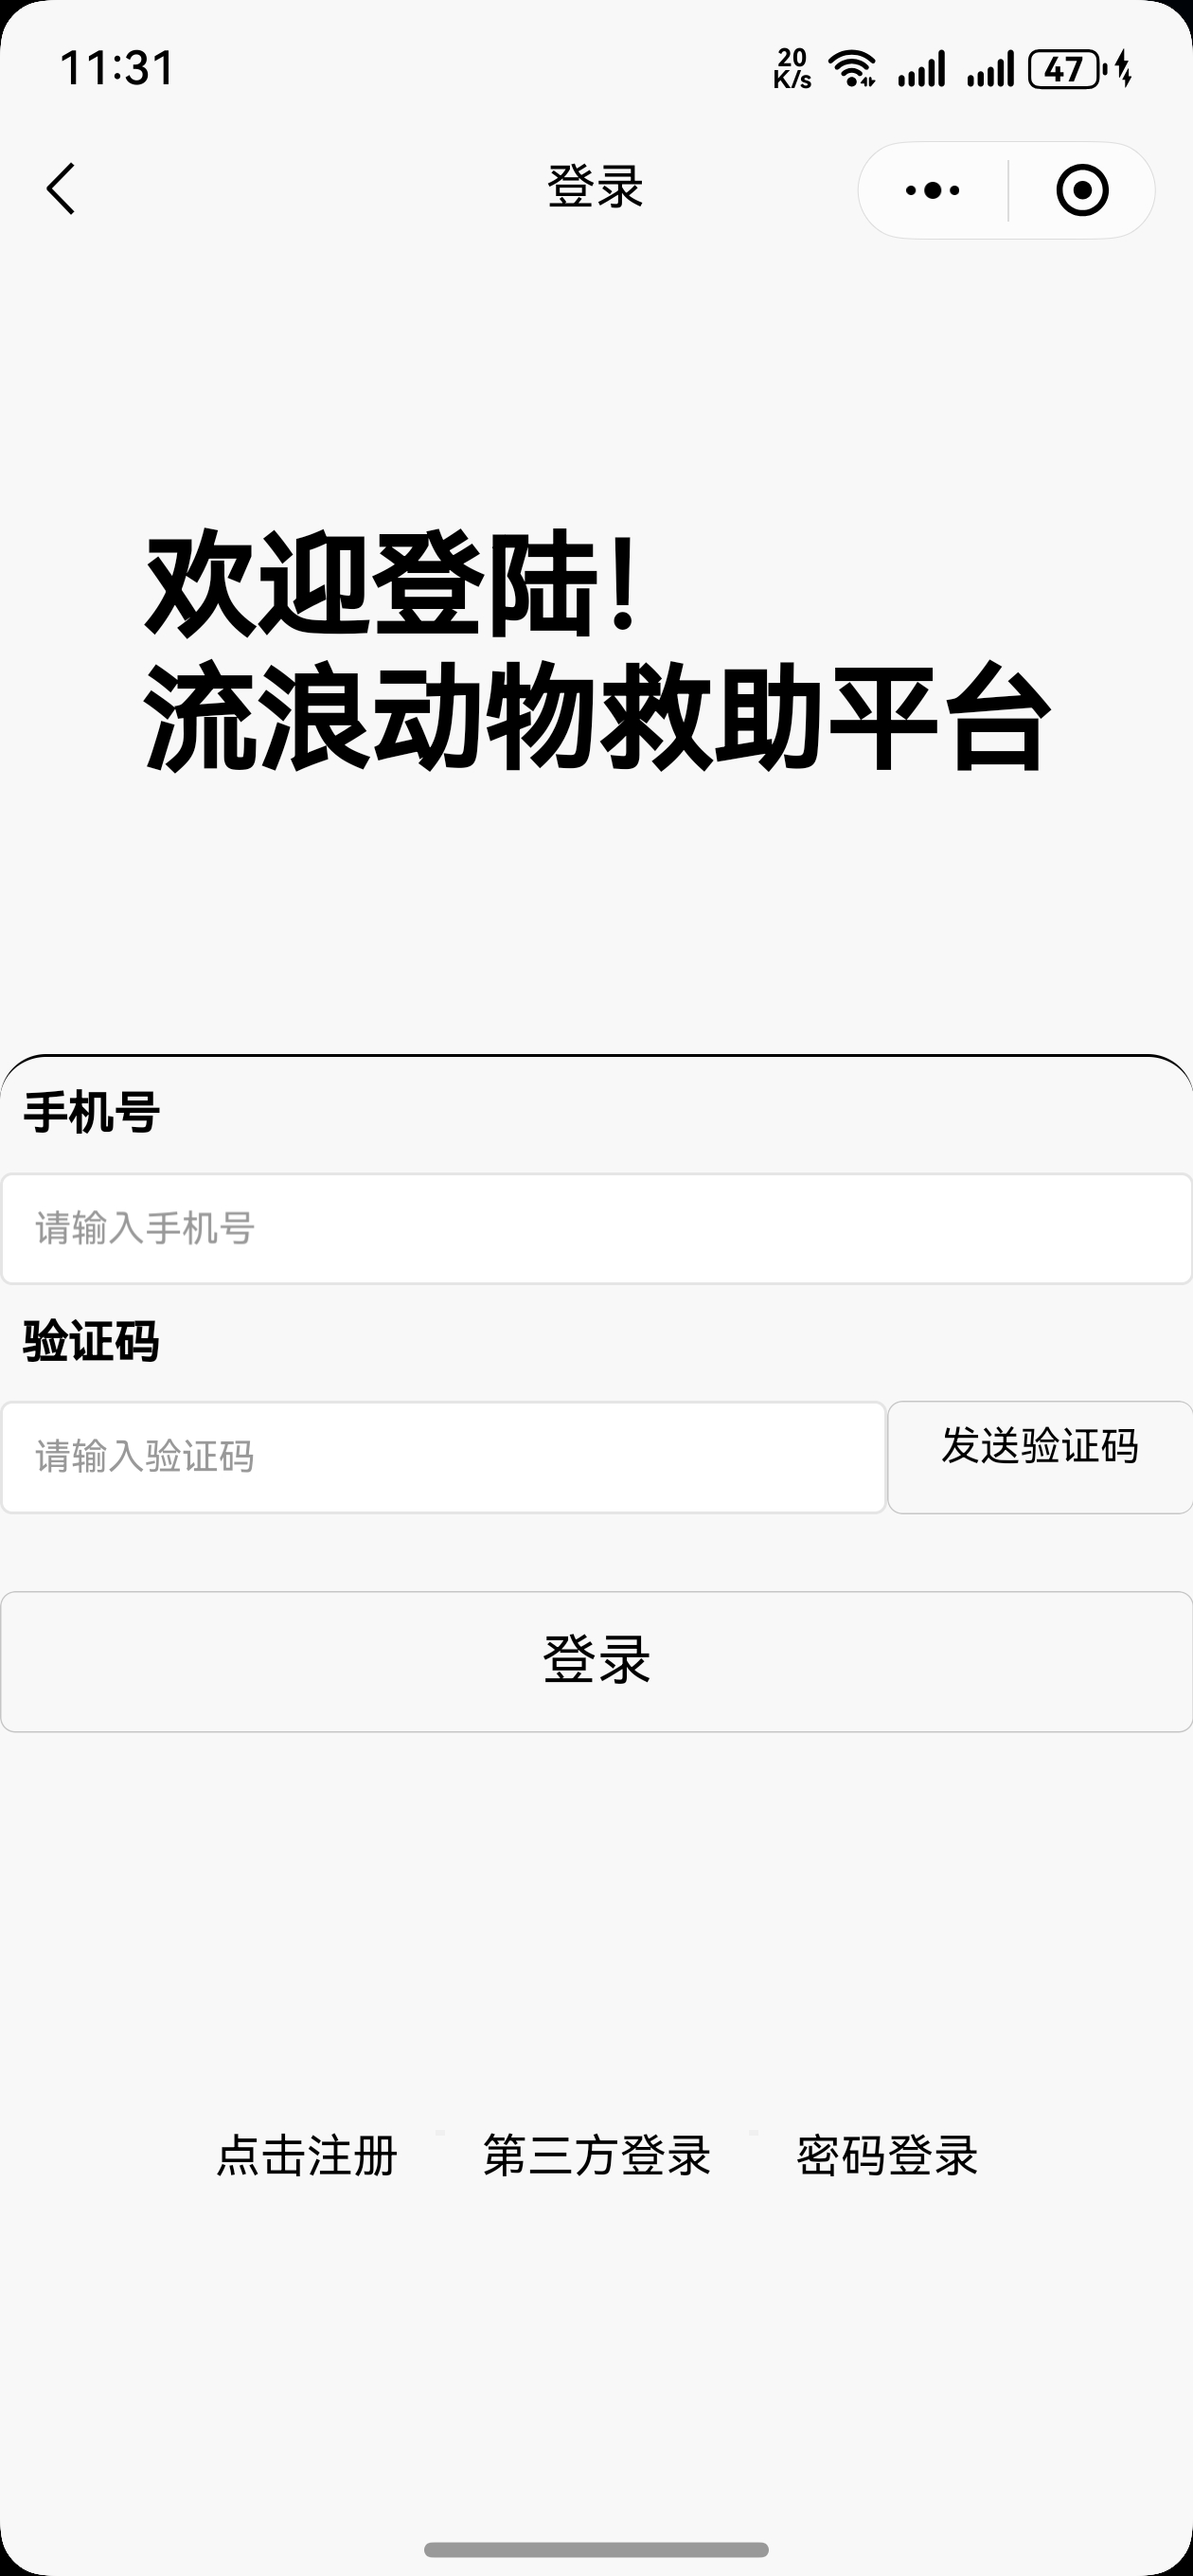 11:31
20
K/s
47
登录
欢迎登陆！
流浪动物救助平台
手机号
请输入手机号
验证码
请输入验证码
发送验证码
登录
点击注册
第三方登录
密码登录